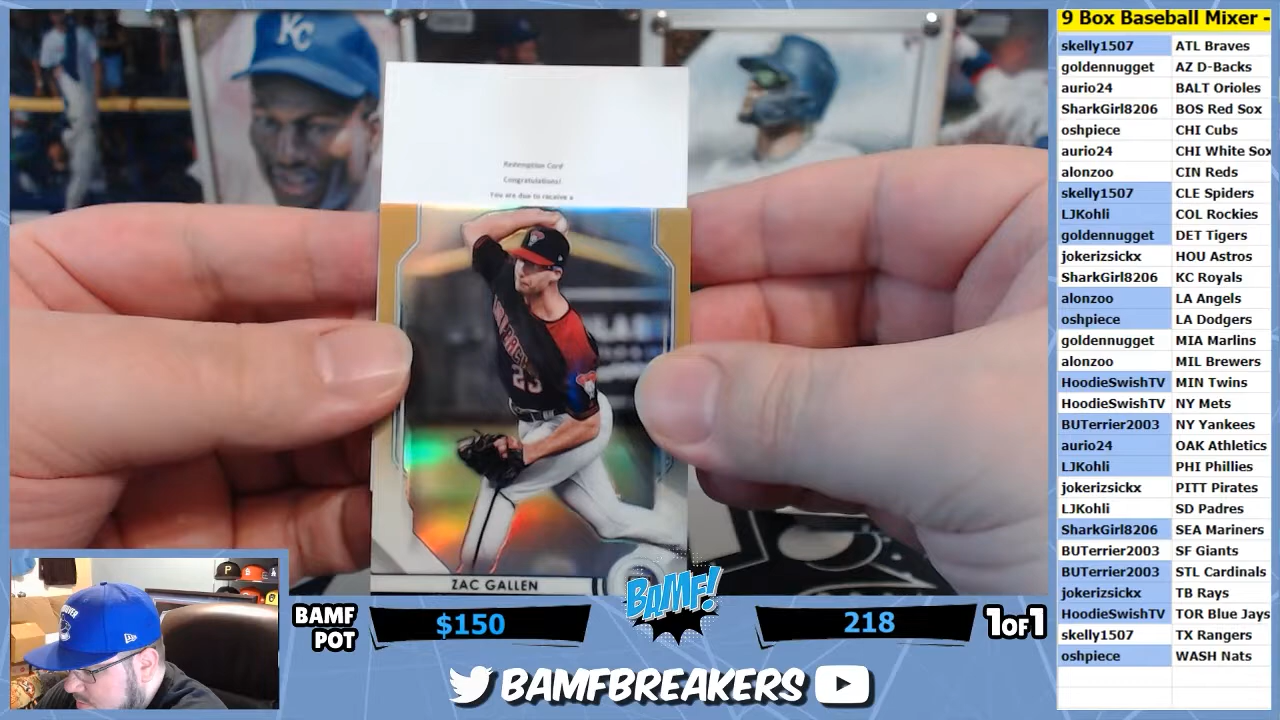 9 Box Baseball Mixer -
skelly1507 ATL Braves
goldennugget AZ D-Backs
aurio24 BALT Orioles
SharkGirl8206 BOS Red Sox
oshpiece CHI Cubs
aurio24 CHI White Sox
alonzoo CIN Reds
skelly1507 CLE Spiders
LJKohli COL Rockies
goldennugget DET Tigers
jokerizsickx HOU Astros
SharkGirl8206 KC Royals
alonzoo LA Angels
oshpiece LA Dodgers
goldennugget MIA Marlins
alonzoo MIL Brewers
HoodieSwishTV MIN Twins
HoodieSwishTV NY Mets
BUTerrier2003 NY Yankees
aurio24 OAK Athletics
LJKohli PHI Phillies
jokerizsickx PITT Pirates
LJKohli SD Padres
SharkGirl8206 SEA Mariners
BUTerrier2003 SF Giants
BUTerrier2003 STL Cardinals
jokerizsickx TB Rays
HoodieSwishTV TOR Blue Jays
skelly1507 TX Rangers
oshpiece WASH Nats
KC
Redemption Card
Congratulations!
You are due to receive a
ZAC GALLEN
BAMF POT
$150
BAMF!
218
1OF1
BAMFBREAKERS